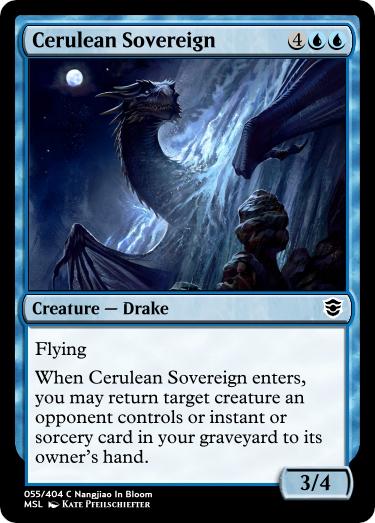 Cerulean Sovereign 4
Creature — Drake
Flying
When Cerulean Sovereign enters,
you may return target creature an
opponent controls or instant or
sorcery card in your graveyard to its
owner's hand.
3/4
055/404 C Nangjiao In Bloom
MSL Kate Pfeilschiefter